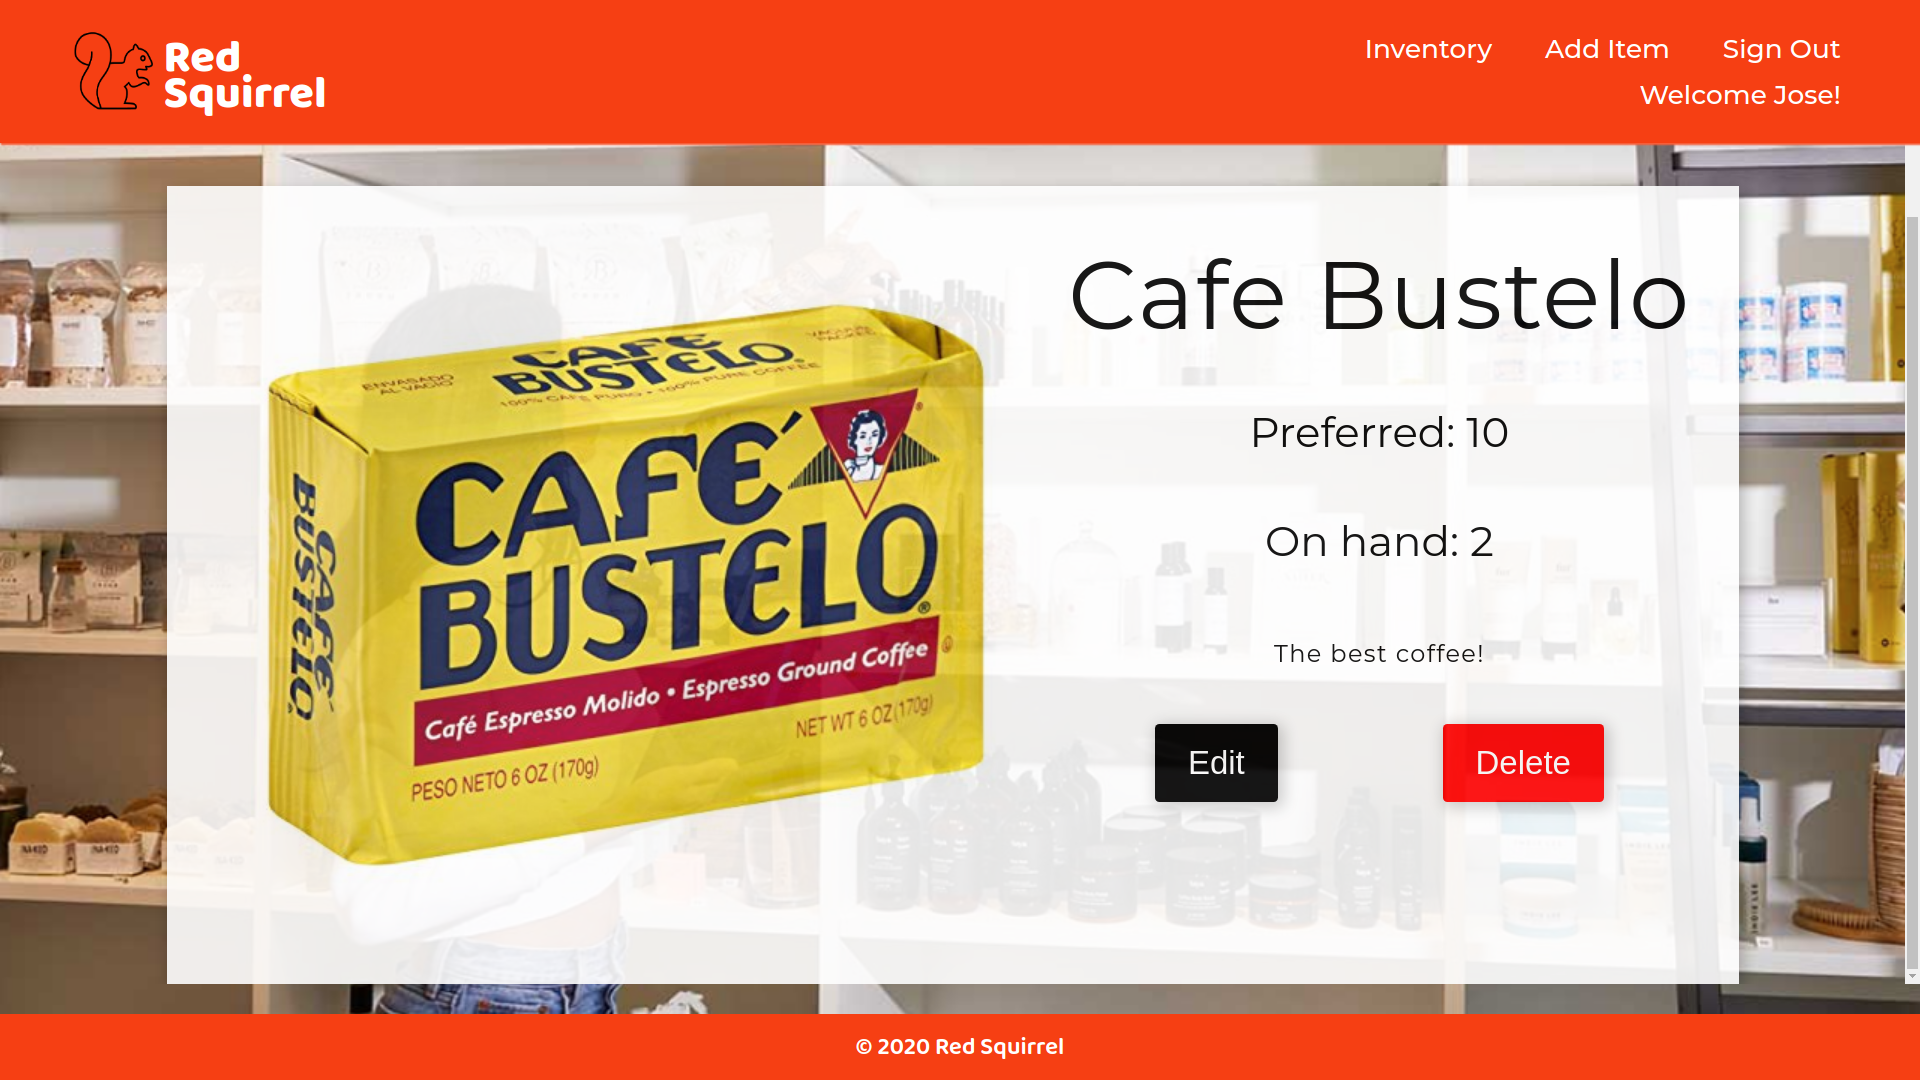 Red
Squirrel
Inventory
Add Item
Sign Out
Welcome Jose!
Cafe Bustelo
Preferred: 10
On hand: 2
The best coffee!
Edit
Delete
ENVASADO
AL VACIO
CAFÉ
BUSTELO®
100% CAFÉ PURO • 100% PURE COFFEE
VACUUM
PACKED
CAFÉ
BUSTELO
CAFÉ
BUSTELO®
Café Espresso Molido • Espresso Ground Coffee
NET WT 6 OZ (170g)
PESO NETO 6 OZ (170g)
© 2020 Red Squirrel